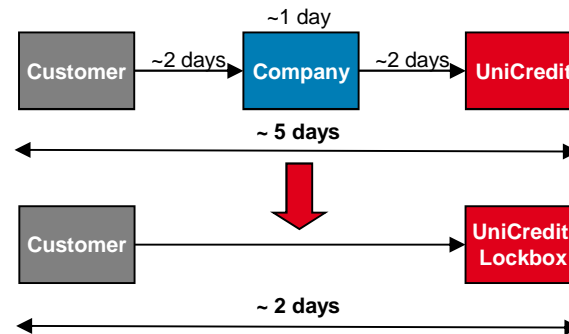 ~1 day
Customer
~2 days
Company
~2 days
UniCredit
~ 5 days
Customer
UniCredit
Lockbox
~ 2 days